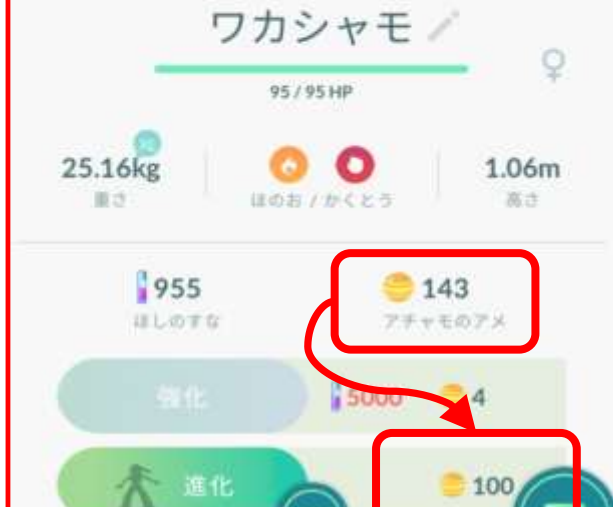 ワカシャモ
95 / 95 HP
25.16kg
重さ
ほのお / かくとう
1.06m
高さ
955
ほしのすな
143
アチャモのアメ
強化
5000
4
進化
100